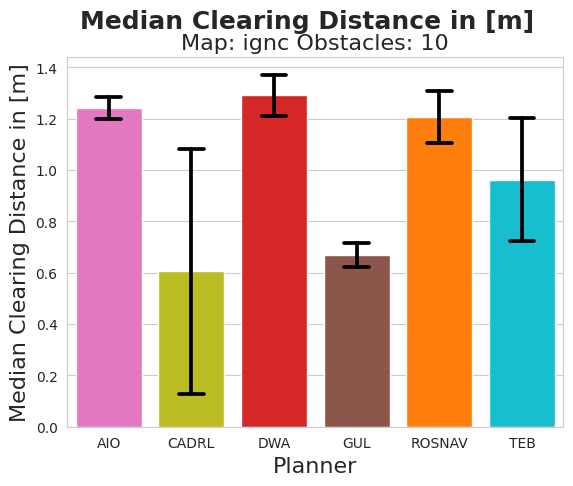 Median Clearing Distance in [m]
Map: ignc Obstacles: 10
Median Clearing Distance in [m]
1.4
1.2
1.0
0.8
0.6
0.4
0.2
0.0
AIO CADRL DWA GUL ROSNAV TEB
Planner